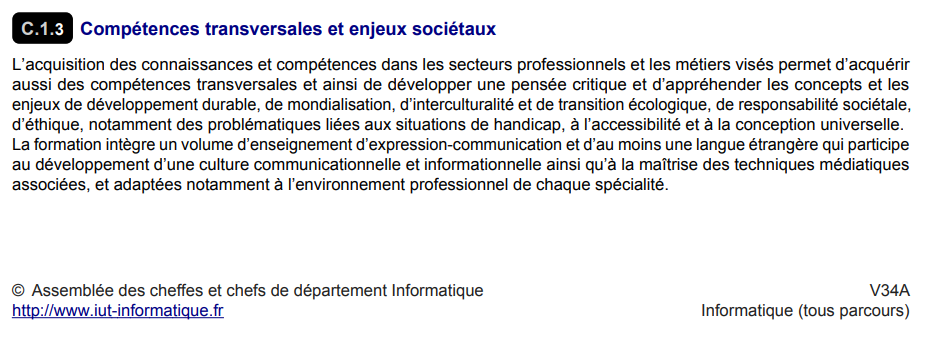 C.1.3 Compétences transversales et enjeux sociétaux
L’acquisition des connaissances et compétences dans les secteurs professionnels et les métiers visés permet d’acquérir
aussi des compétences transversales et ainsi de développer une pensée critique et d’appréhender les concepts et les
enjeux de développement durable, de mondialisation, d’interculturalité et de transition écologique, de responsabilité sociétale,
d’éthique, notamment des problématiques liées aux situations de handicap, à l’accessibilité et à la conception universelle.
La formation intègre un volume d’enseignement d’expression-communication et d’au moins une langue étrangère qui participe
au développement d’une culture communicationnelle et informationnelle ainsi qu’à la maîtrise des techniques médiatiques
associées, et adaptées notamment à l’environnement professionnel de chaque spécialité.
© Assemblée des cheffes et chefs de département Informatique V34A
http://www.iut-informatique.fr Informatique (tous parcours)